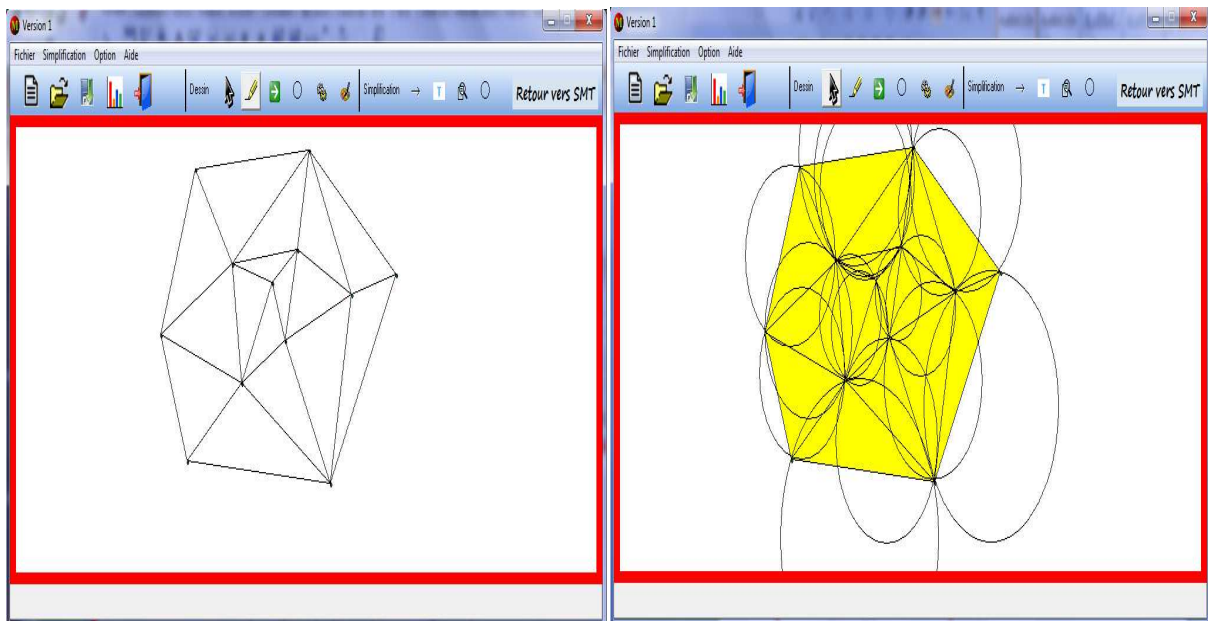 Version 1
Fichier Simplification Option Aide
Dessin Simplification → T Retour vers SMT
Version 1
Fichier Simplification Option Aide
Dessin Simplification → T Retour vers SMT